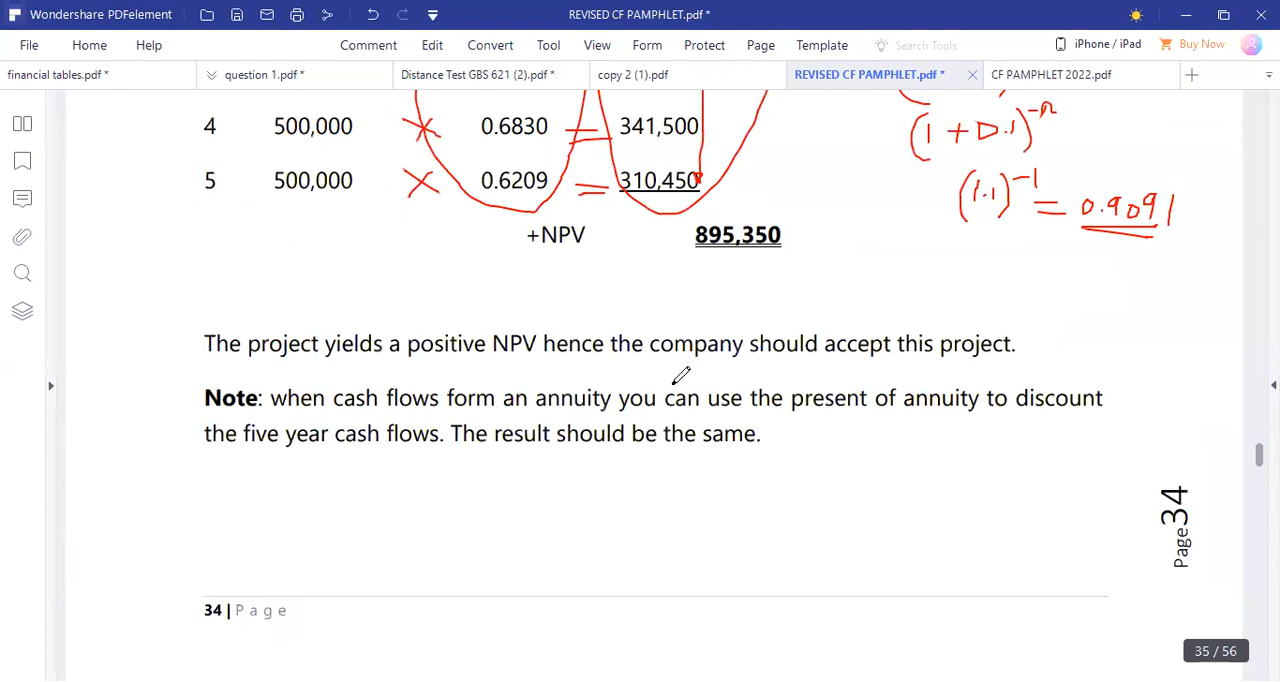 Wondershare PDFelement
REVISED CF PAMPHLET.pdf *
File Home Help Comment Edit Convert Tool View Form Protect Page Template Search Tools iPhone / iPad Buy Now
financial tables.pdf * question 1.pdf * Distance Test GBS 621 (2).pdf * copy 2 (1).pdf REVISED CF PAMPHLET.pdf * CF PAMPHLET 2022.pdf
4 500,000 × 0.6830 = 341,500
(1 + 0.1)^-n
5 500,000 × 0.6209 = 310,450
(1.1)^-1 = 0.9091
+NPV 895,350
The project yields a positive NPV hence the company should accept this project.
Note: when cash flows form an annuity you can use the present of annuity to discount
the five year cash flows. The result should be the same.
Page34
34 | Page
35 / 56